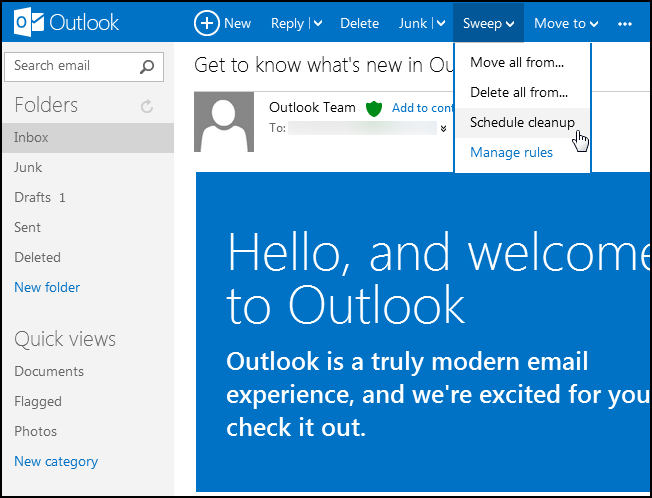 Outlook
New Reply Delete Junk Sweep Move to ...
Search email
Folders
Inbox
Junk
Drafts 1
Sent
Deleted
New folder
Quick views
Documents
Flagged
Photos
New category
Get to know what's new in Ou
Outlook Team Add to cont
To:
Move all from...
Delete all from...
Schedule cleanup
Manage rules
Hello, and welcome
to Outlook
Outlook is a truly modern email
experience, and we're excited for you
check it out.